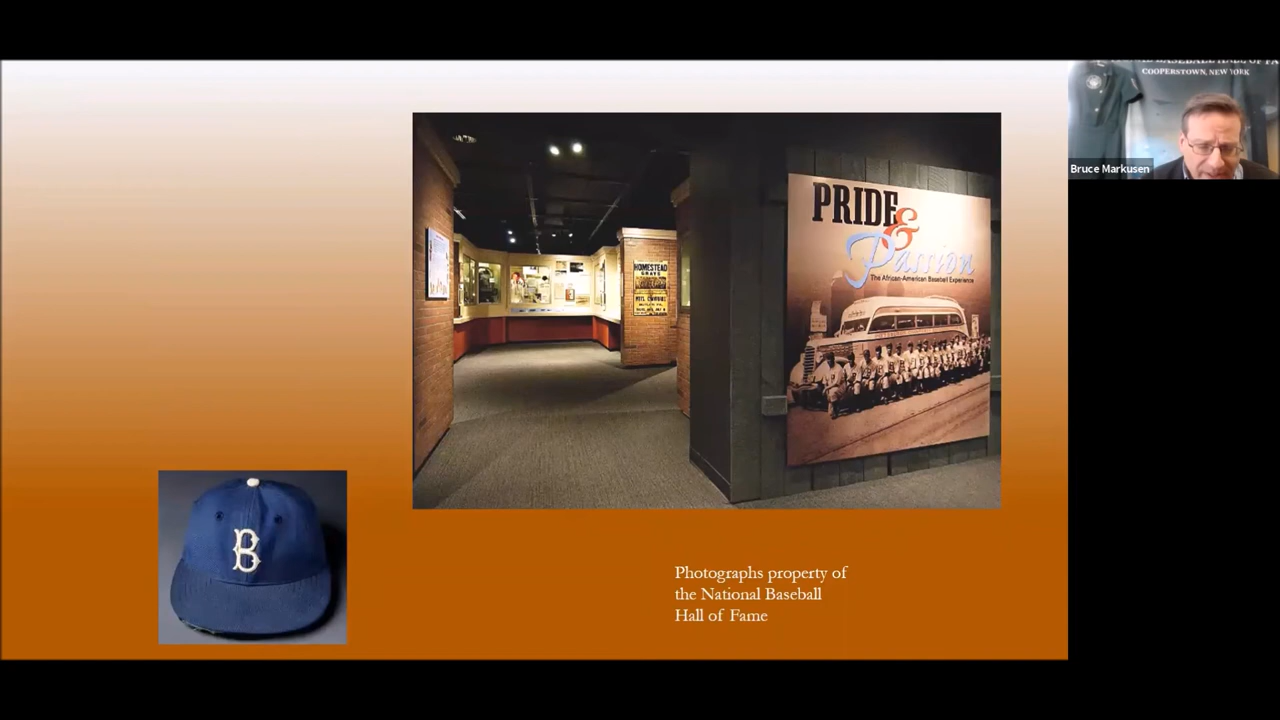 BASEBALL HALL OF FA
COOPERSTOWN, NEW YORK
Bruce Markusen
PRIDE
&
Passion
The African-American Baseball Experience
HOMESTEAD
GRAYS
B
Photographs property of
the National Baseball
Hall of Fame